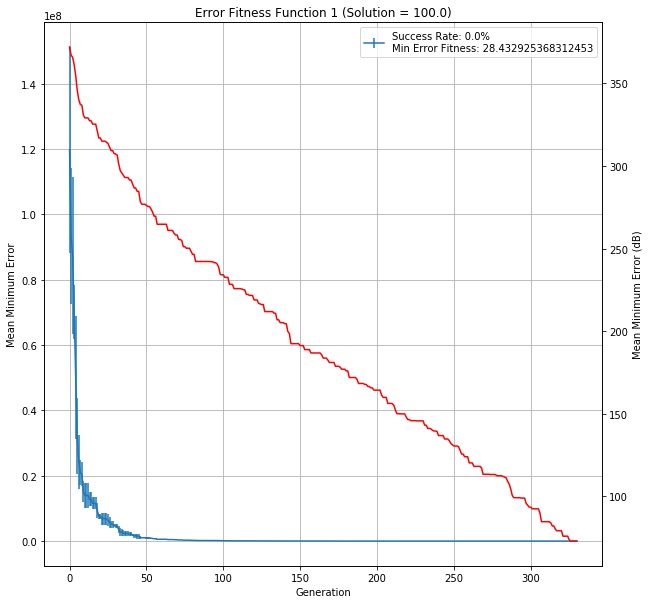 Error Fitness Function 1 (Solution = 100.0)
1e8
Success Rate: 0.0%
Min Error Fitness: 28.432925368312453
1.4
1.2
1.0
0.8
0.6
0.4
0.2
0.0
Mean Minimum Error
350
300
250
200
150
100
Mean Minimum Error (dB)
0 50 100 150 200 250 300
Generation